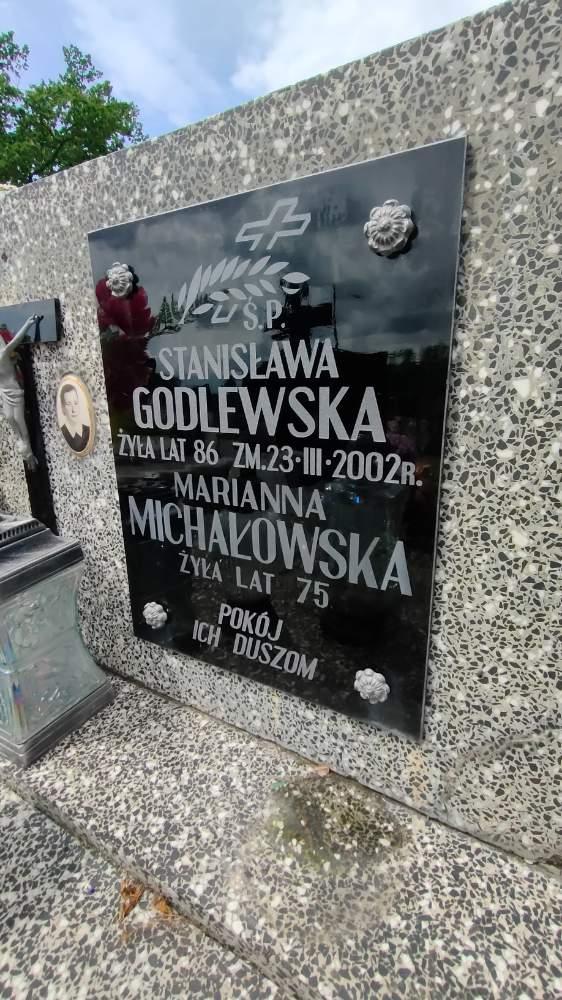 Ś.P.
STANISŁAWA
GODLEWSKA
ŻYŁA LAT 86 ZM.23·III·2002R.
MARIANNA
MICHAŁOWSKA
ŻYŁA LAT 75
POKÓJ
ICH DUSZOM